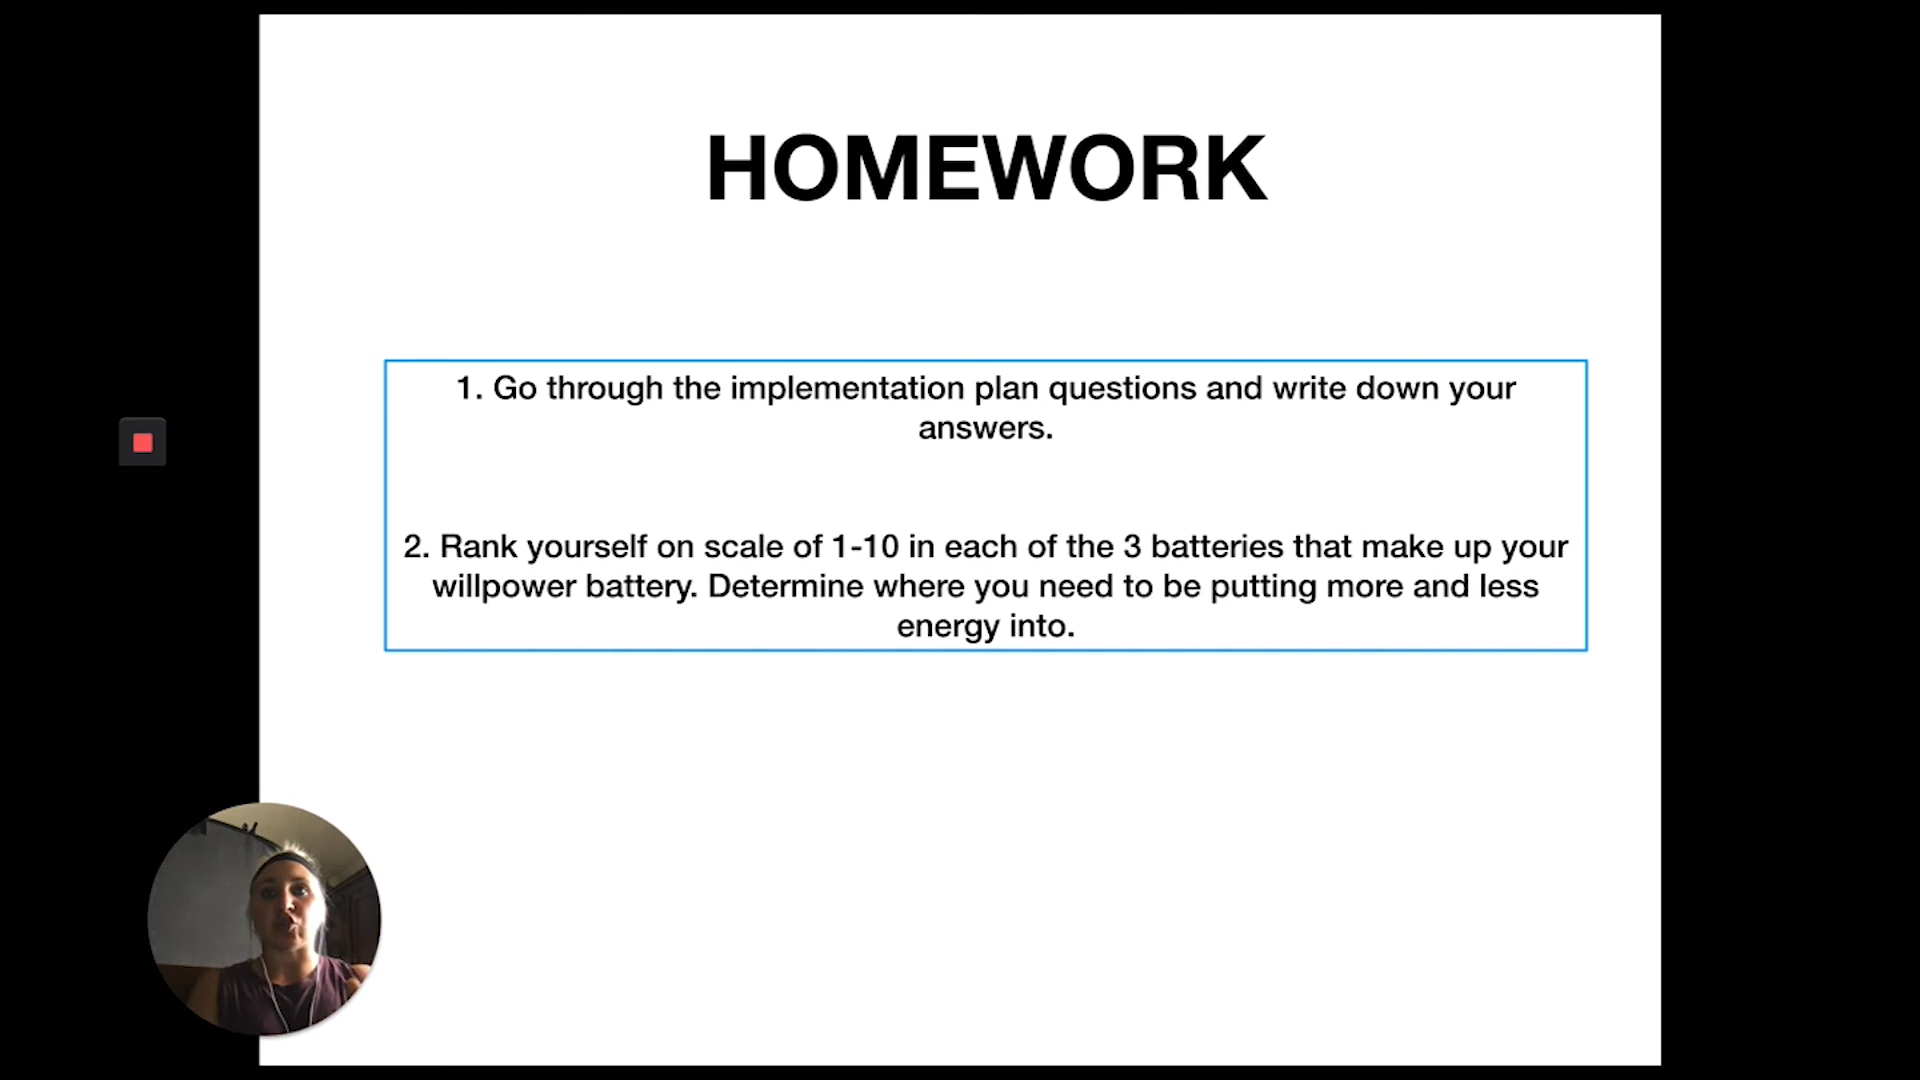 HOMEWORK
1. Go through the implementation plan questions and write down your
answers.
2. Rank yourself on scale of 1-10 in each of the 3 batteries that make up your
willpower battery. Determine where you need to be putting more and less
energy into.